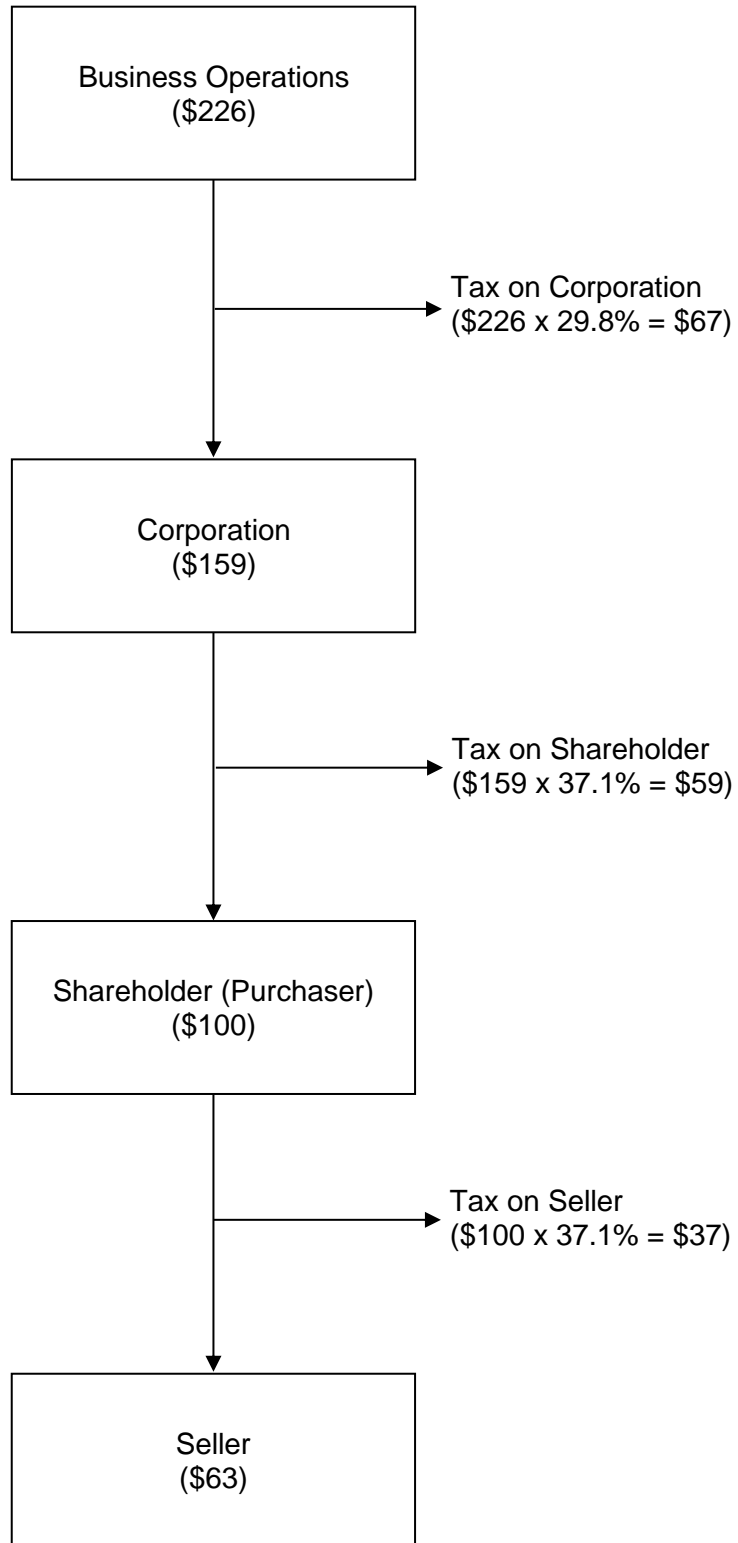 Business Operations
($226)
Tax on Corporation
($226 x 29.8% = $67)
Corporation
($159)
Tax on Shareholder
($159 x 37.1% = $59)
Shareholder (Purchaser)
($100)
Tax on Seller
($100 x 37.1% = $37)
Seller
($63)